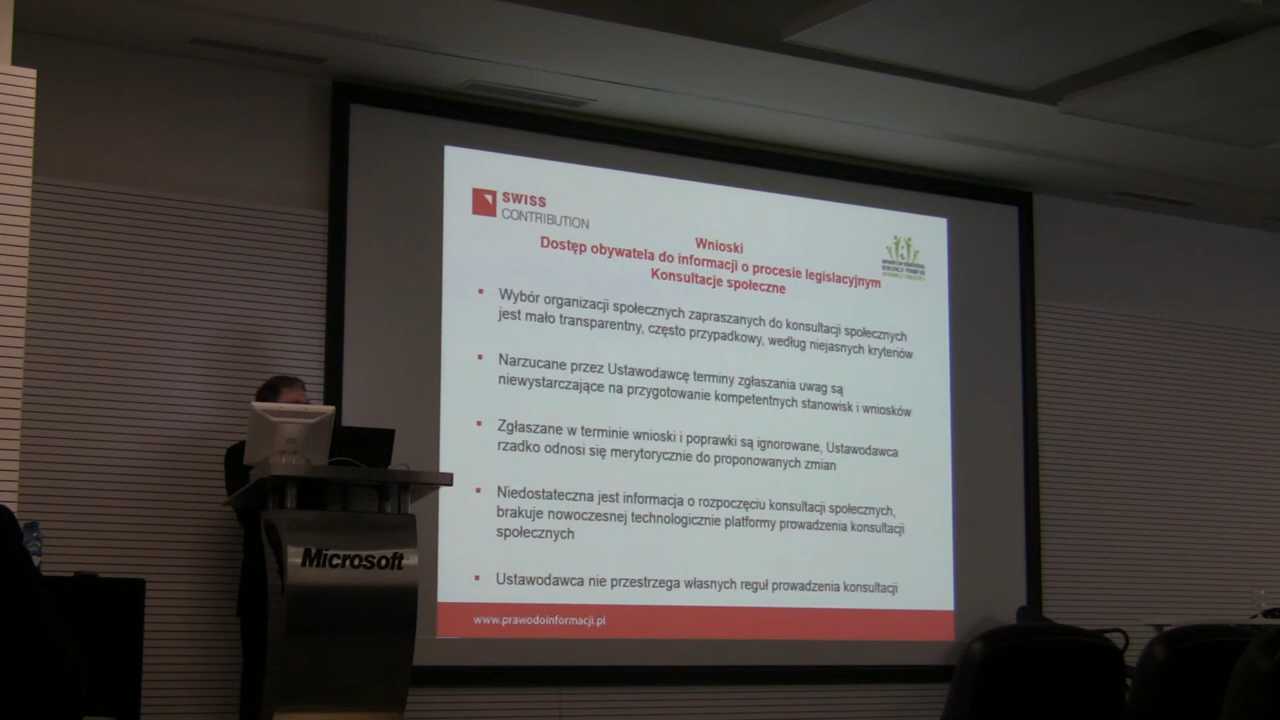 SWISS
CONTRIBUTION
Wnioski
Dostęp obywatela do informacji o procesie legislacyjnym
Konsultacje społeczne
Wybór organizacji społecznych zapraszanych do konsultacji społecznych
jest mało transparentny, często przypadkowy, według niejasnych kryteriów
Narzucane przez Ustawodawcę terminy zgłaszania uwag są
niewystarczające na przygotowanie kompetentnych stanowisk i wniosków
Zgłaszane w terminie wnioski i poprawki są ignorowane, Ustawodawca
rzadko odnosi się merytorycznie do proponowanych zmian
Niedostateczna jest informacja o rozpoczęciu konsultacji społecznych,
brakuje nowoczesnej technologicznie platformy prowadzenia konsultacji
społecznych
Ustawodawca nie przestrzega własnych reguł prowadzenia konsultacji
www.prawodoinformacji.pl
Microsoft